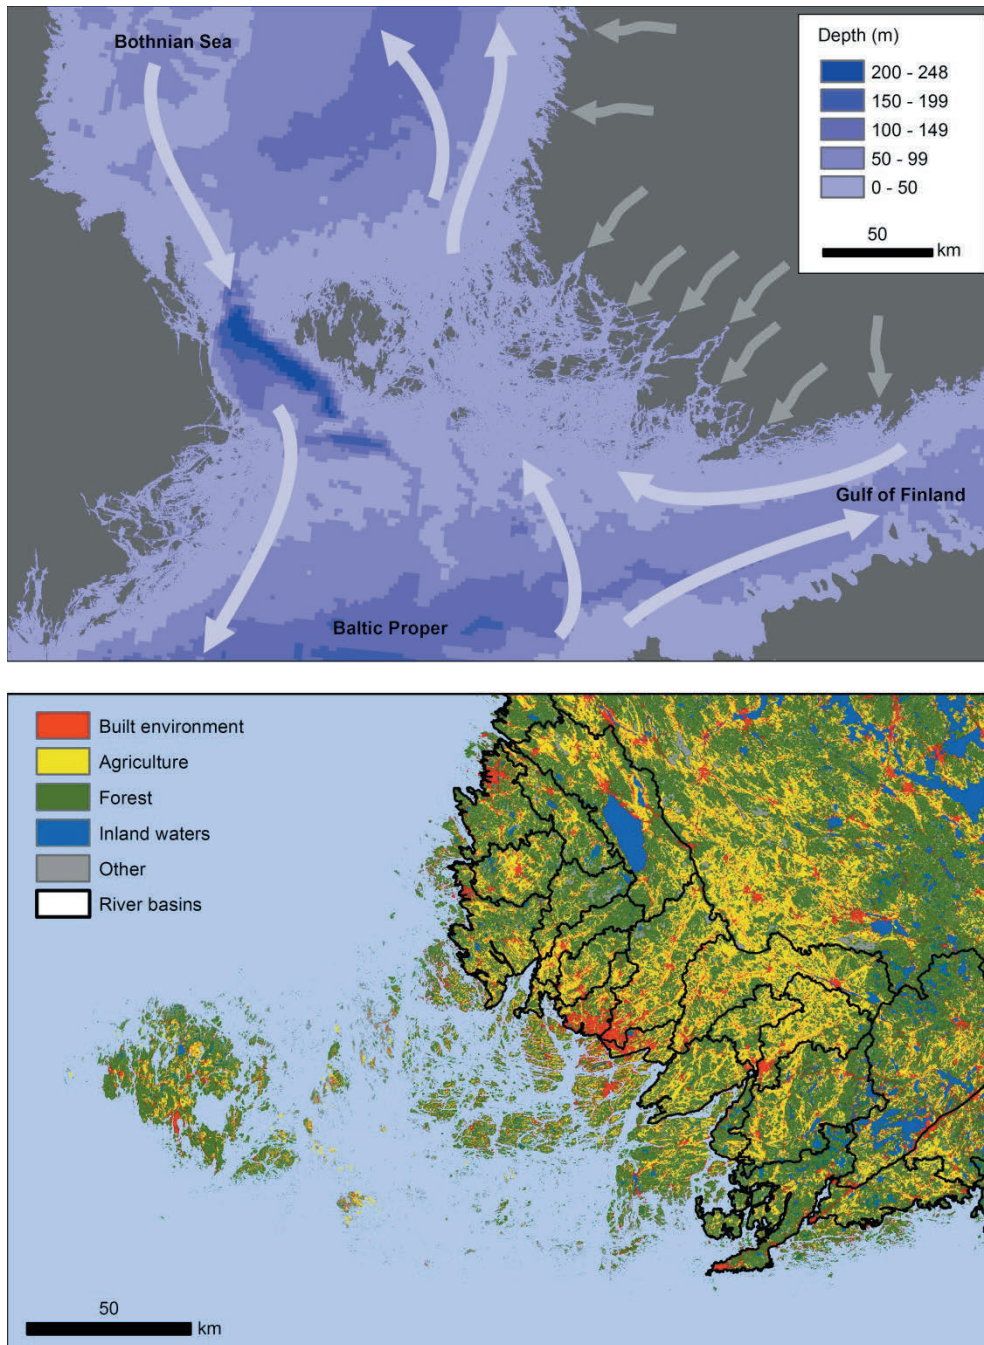 Bothnian Sea
Depth (m)
200 - 248
150 - 199
100 - 149
50 - 99
0 - 50
50
km
Gulf of Finland
Baltic Proper
Built environment
Agriculture
Forest
Inland waters
Other
River basins
50
km